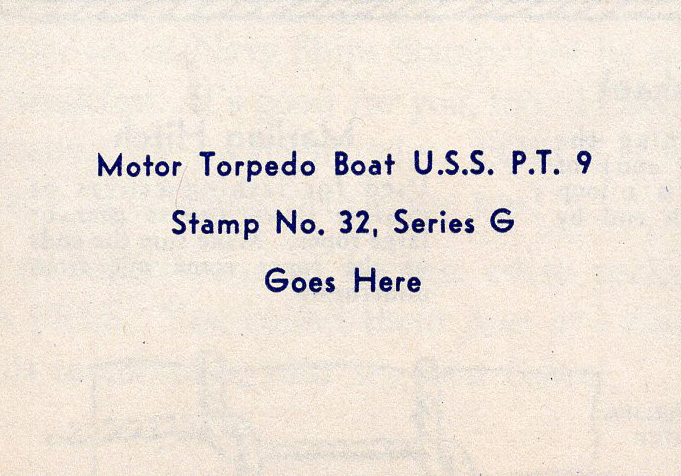 Motor Torpedo Boat U.S.S. P.T. 9
Stamp No. 32, Series G
Goes Here